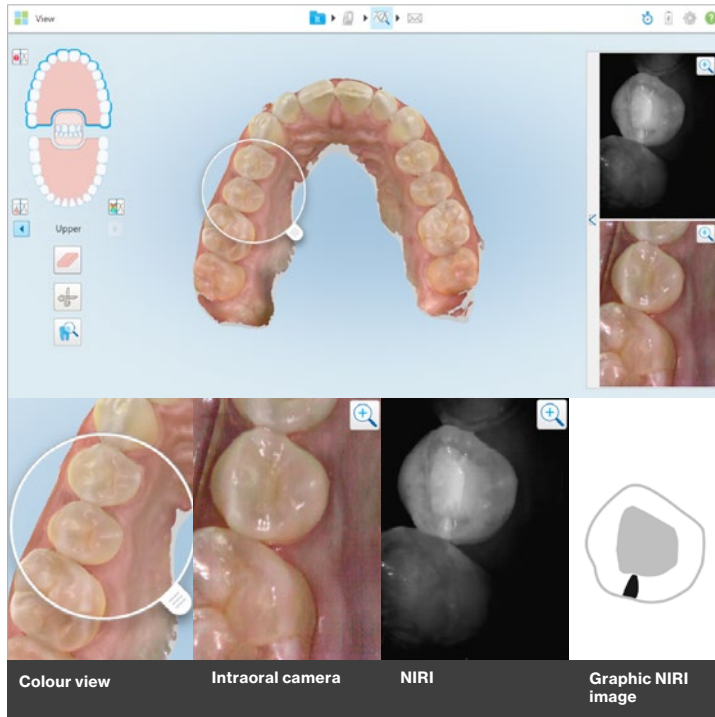 View
Upper
Colour view
Intraoral camera
NIRI
Graphic NIRI
image